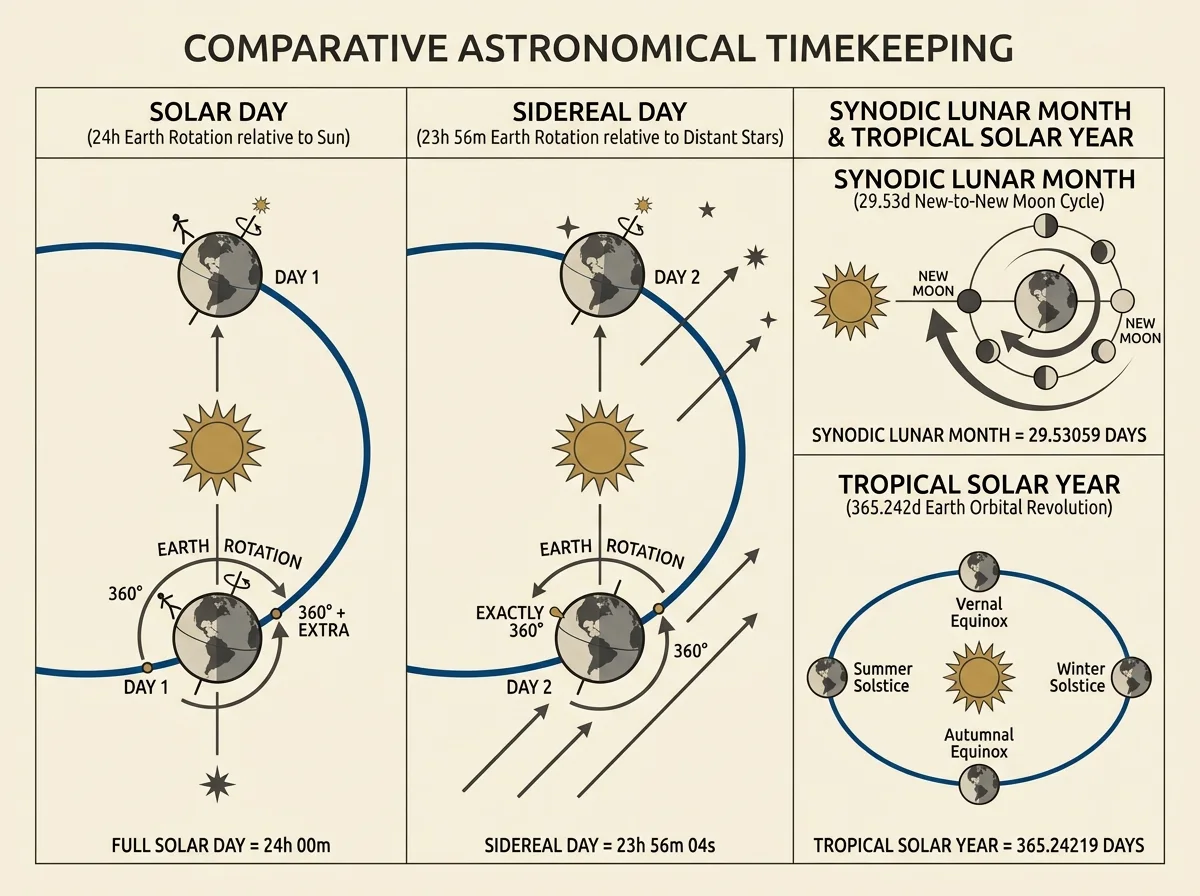 COMPARATIVE ASTRONOMICAL TIMEKEEPING
SOLAR DAY
(24h Earth Rotation relative to Sun)
DAY 1
EARTH ROTATION
360°
360° +
EXTRA
DAY 1
FULL SOLAR DAY = 24h 00m
SIDEREAL DAY
(23h 56m Earth Rotation relative to Distant Stars)
DAY 2
EARTH ROTATION
EXACTLY
360°
360°
DAY 2
SIDEREAL DAY = 23h 56m 04s
SYNODIC LUNAR MONTH
& TROPICAL SOLAR YEAR
SYNODIC LUNAR MONTH
(29.53d New-to-New Moon Cycle)
NEW
MOON
NEW
MOON
SYNODIC LUNAR MONTH = 29.53059 DAYS
TROPICAL SOLAR YEAR
(365.242d Earth Orbital Revolution)
Vernal
Equinox
Summer
Solstice
Winter
Solstice
Autumnal
Equinox
TROPICAL SOLAR YEAR = 365.24219 DAYS